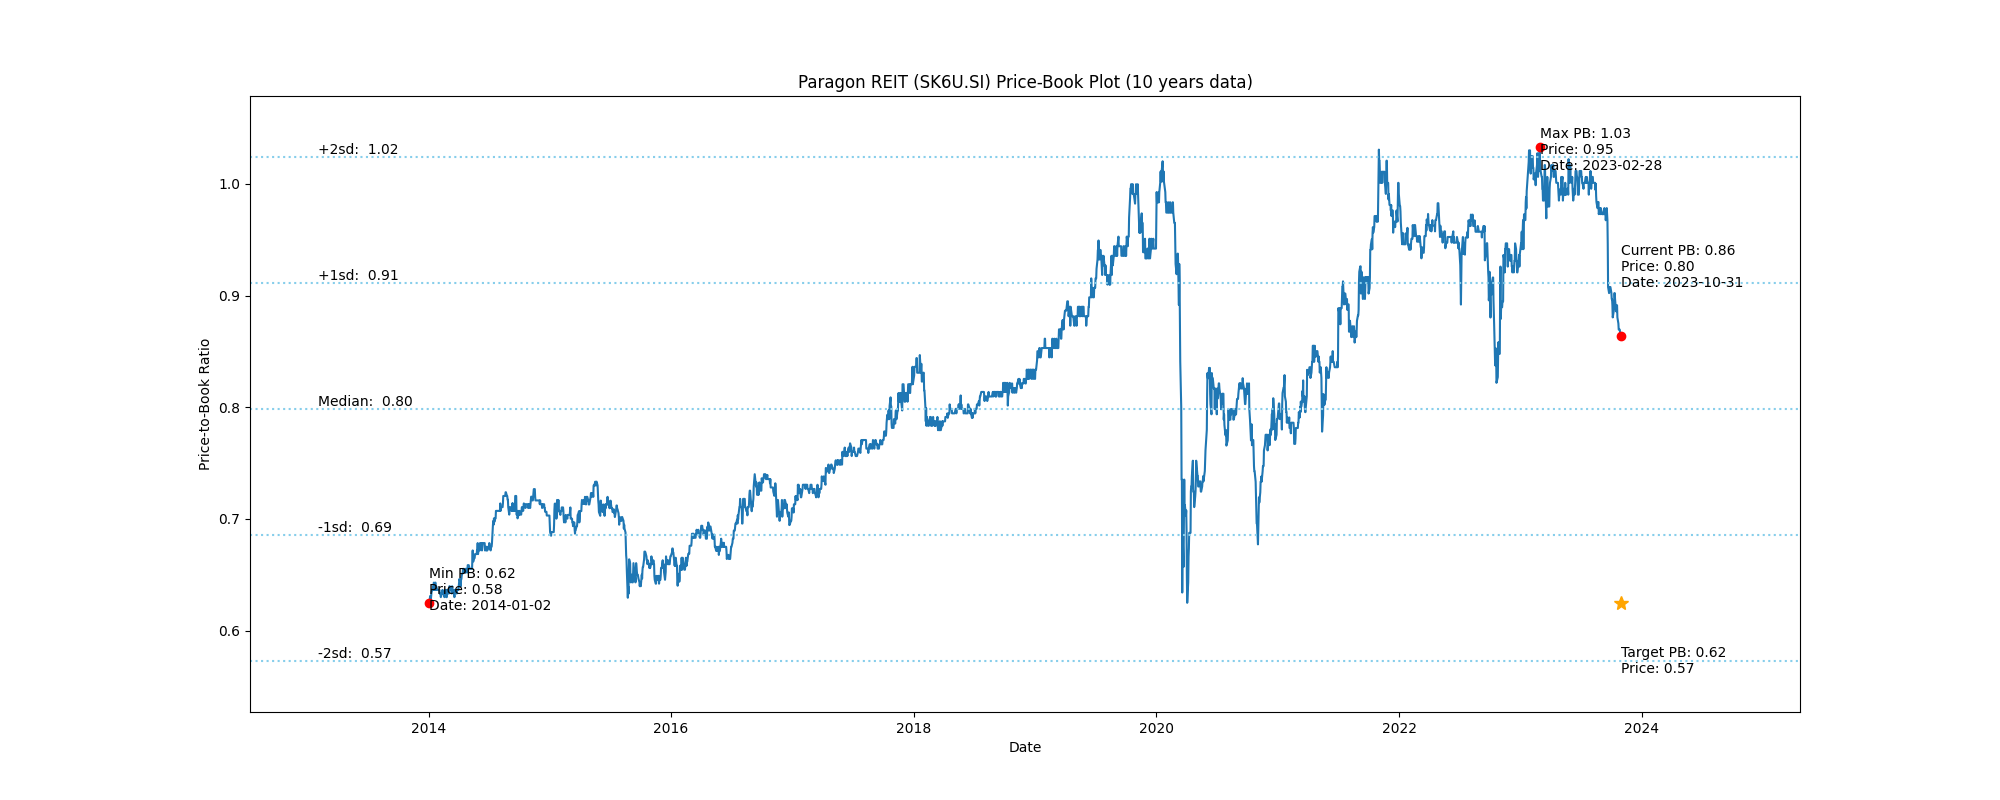 Paragon REIT (SK6U.SI) Price-Book Plot (10 years data)
Max PB: 1.03
Price: 0.95
Date: 2023-02-28
+2sd:  1.02
1.0
Current PB: 0.86
Price: 0.80
Date: 2023-10-31
+1sd:  0.91
0.9
Price-to-Book Ratio
Median:  0.80
0.8
-1sd:  0.69
0.7
Min PB: 0.62
Price: 0.58
Date: 2014-01-02
0.6
-2sd:  0.57
Target PB: 0.62
Price: 0.57
2014
2016
2018
2020
2022
2024
Date